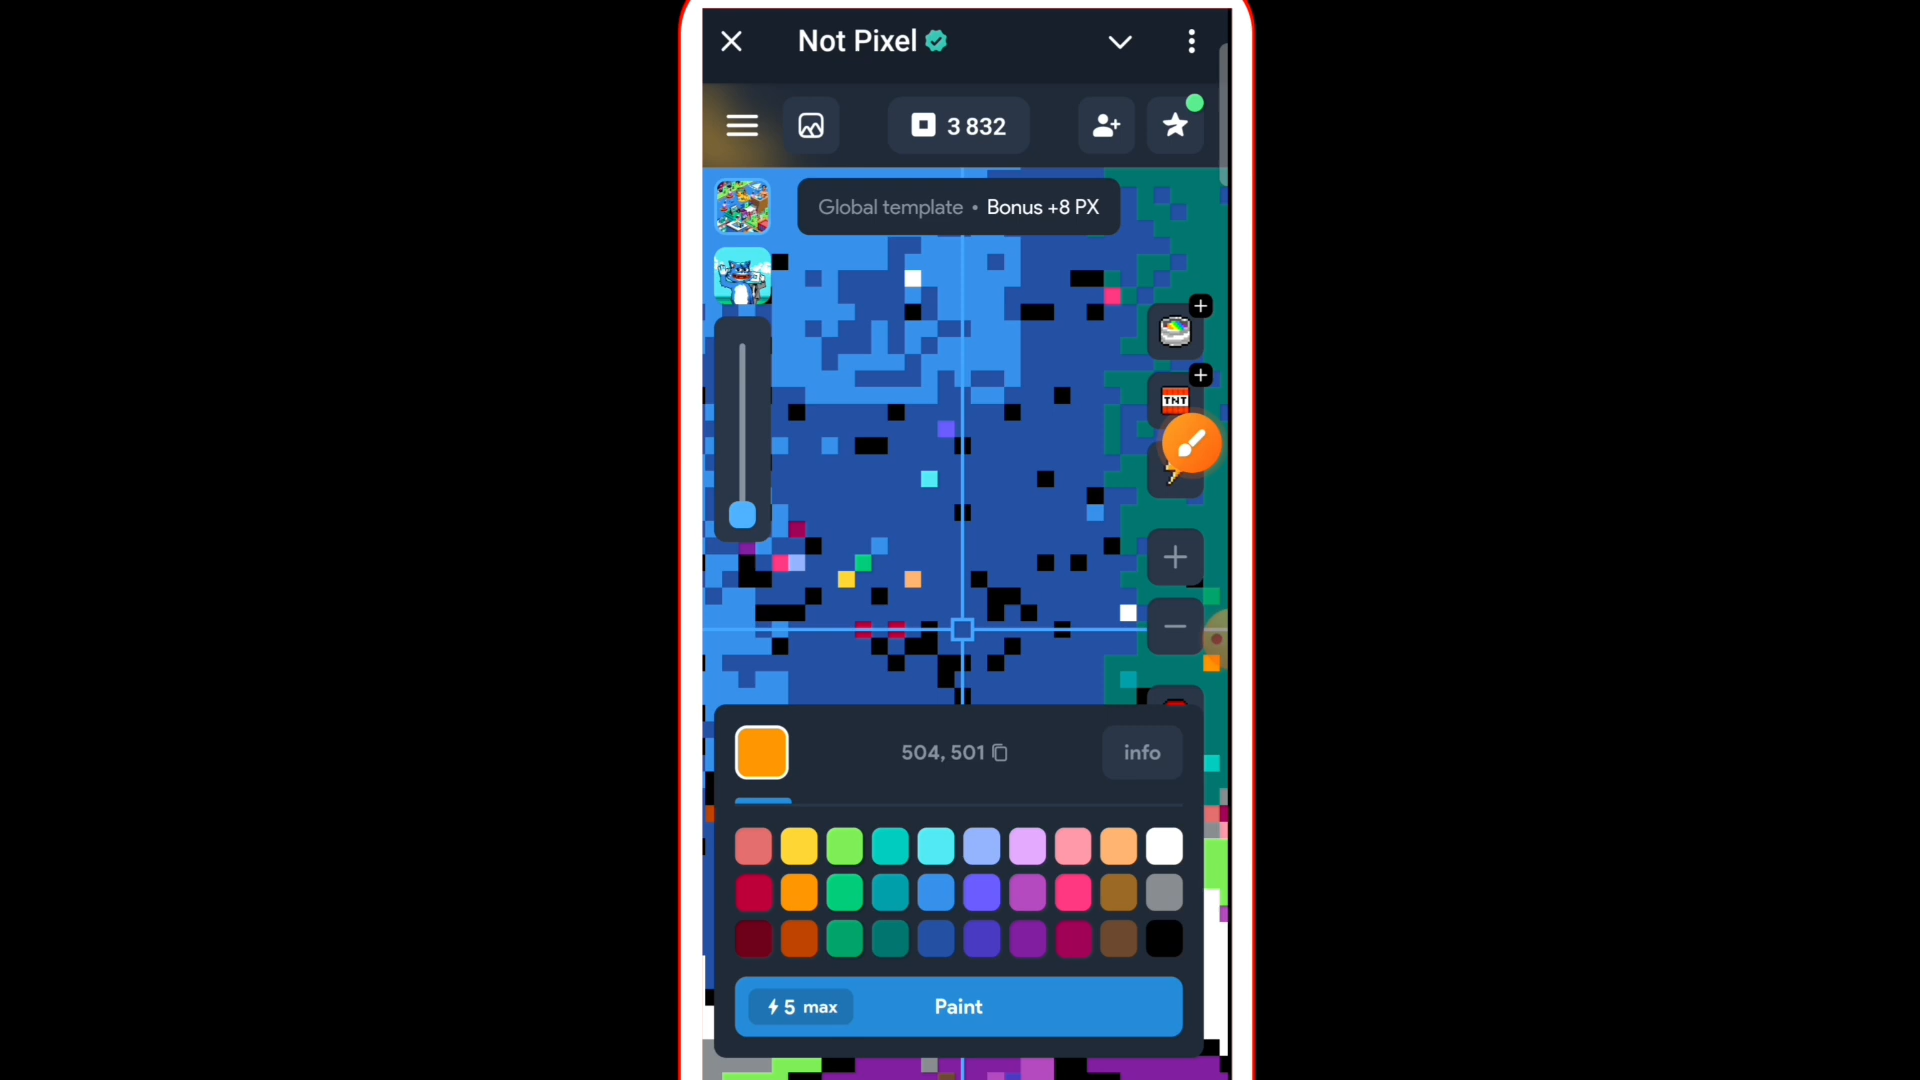 Not Pixel
3 832
Global template • Bonus +8 PX
TNT
504, 501
info
5 max
Paint